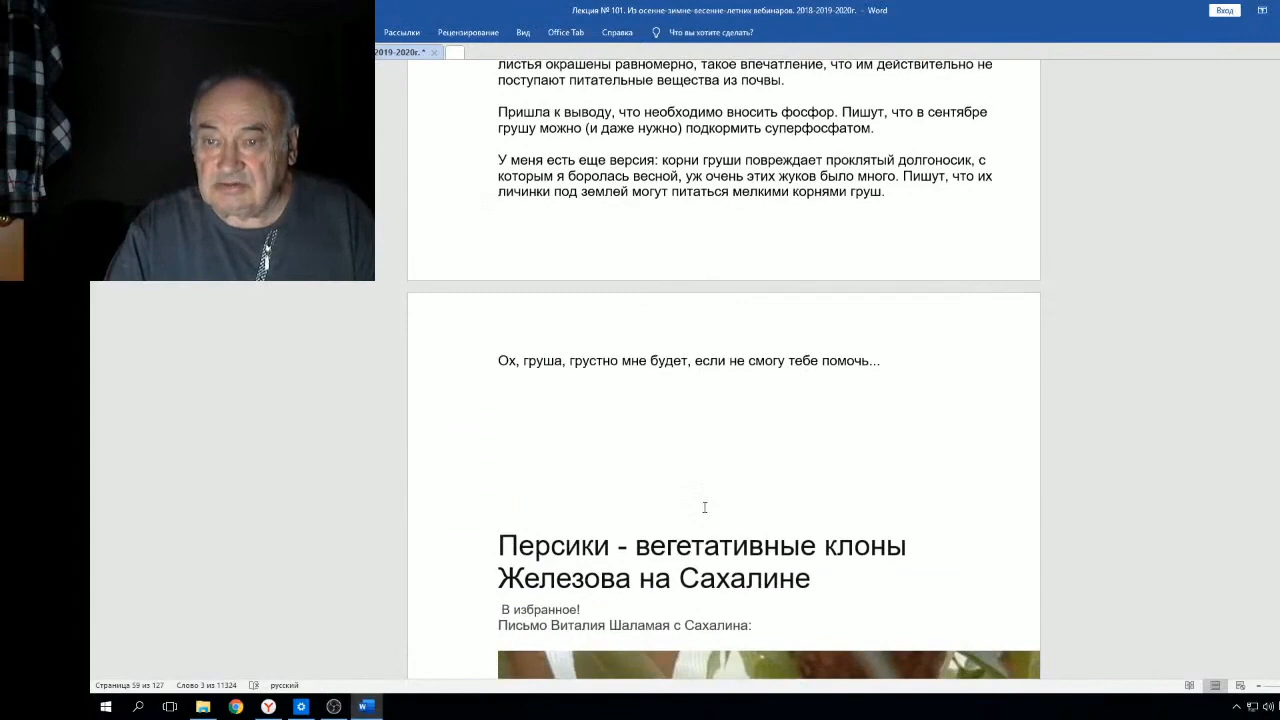 Лекция № 101. Из осенне-зимне-весенне-летних вебинаров. 2018-2019-2020г. - Word
Вход
Рассылки Рецензирование Вид Office Tab Справка Что вы хотите сделать?
2019-2020г. *
листья окрашены равномерно, такое впечатление, что им действительно не
поступают питательные вещества из почвы.
Пришла к выводу, что необходимо вносить фосфор. Пишут, что в сентябре
грушу можно (и даже нужно) подкормить суперфосфатом.
У меня есть еще версия: корни груши повреждает проклятый долгоносик, с
которым я боролась весной, уж очень этих жуков было много. Пишут, что их
личинки под землей могут питаться мелкими корнями груш.
Ох, груша, грустно мне будет, если не смогу тебе помочь...
Персики - вегетативные клоны
Железова на Сахалине
В избранное!
Письмо Виталия Шаламая с Сахалина:
Страница 59 из 127 Слово 3 из 11324 русский